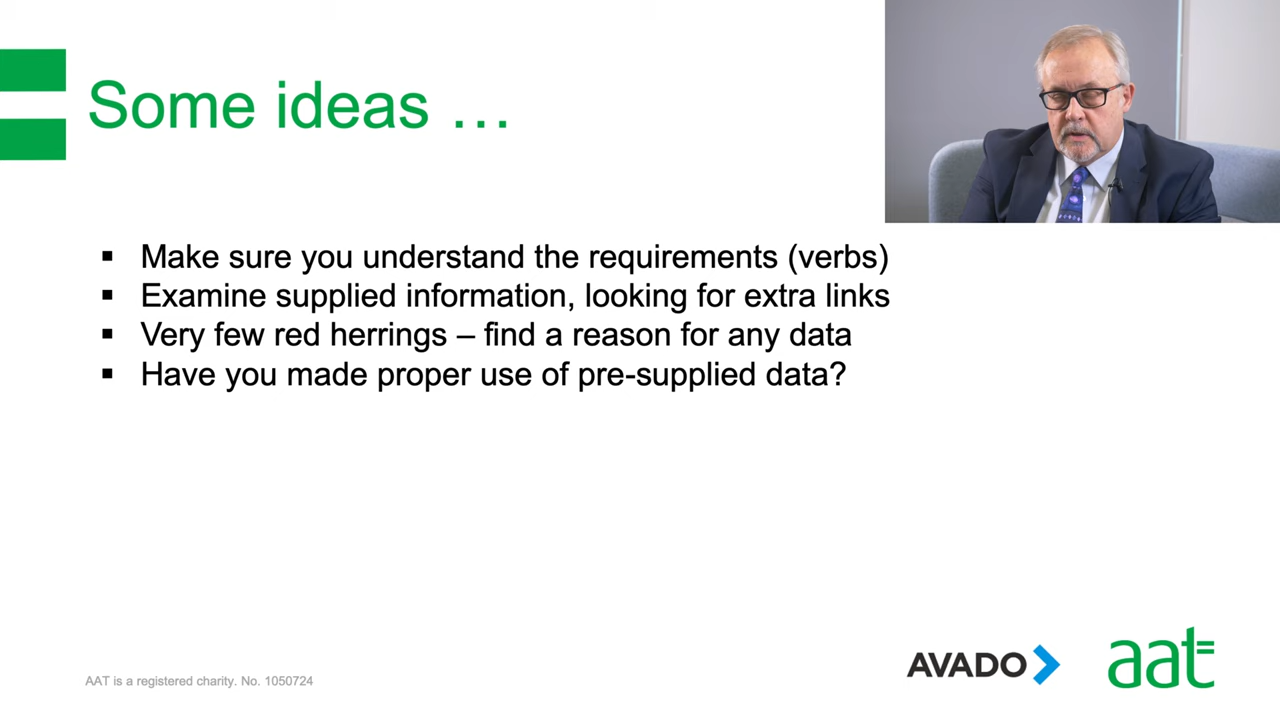 Some ideas …
▪ Make sure you understand the requirements (verbs)
▪ Examine supplied information, looking for extra links
▪ Very few red herrings – find a reason for any data
▪ Have you made proper use of pre-supplied data?
AVADO
aat
AAT is a registered charity. No. 1050724